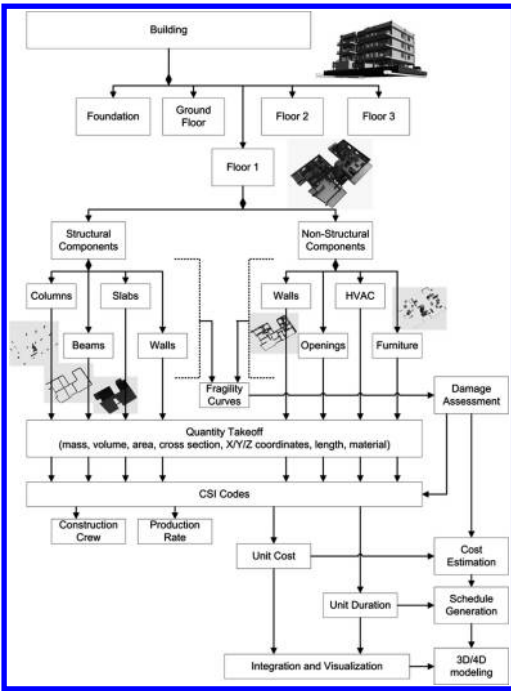 Building
Foundation
Ground
Floor
Floor 2
Floor 3
Floor 1
Structural
Components
Non-Structural
Components
Columns
Slabs
Walls
HVAC
Beams
Walls
Openings
Furniture
Fragility
Curves
Damage
Assessment
Quantity Takeoff
(mass, volume, area, cross section, X/Y/Z coordinates, length, material)
CSI Codes
Construction
Crew
Production
Rate
Unit Cost
Cost
Estimation
Unit Duration
Schedule
Generation
Integration and Visualization
3D/4D
modeling